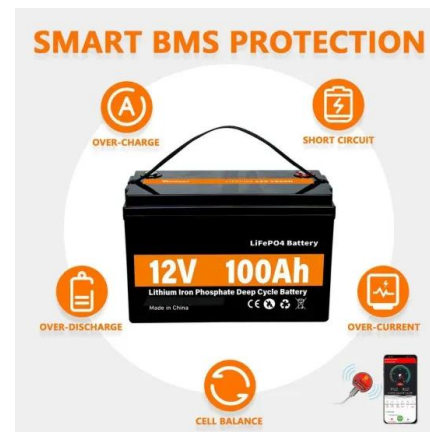 SMART BMS PROTECTION
OVER-CHARGE
SHORT CIRCUIT
LiFePO4 Battery
12V 100Ah
Lithium Iron Phosphate Deep Cycle Battery
Made in China
CE
OVER-DISCHARGE
OVER-CURRENT
CELL BALANCE